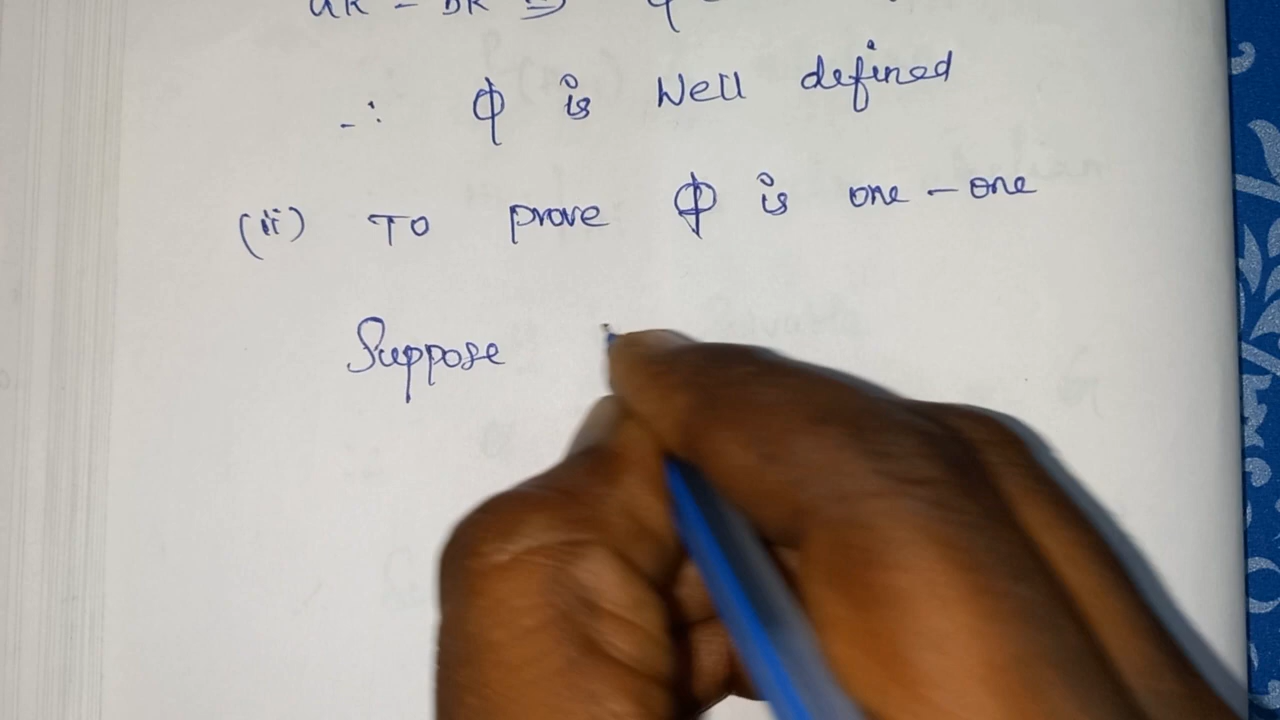 ∴ ϕ is Well defined
(ii) To prove ϕ is one - one
Suppose